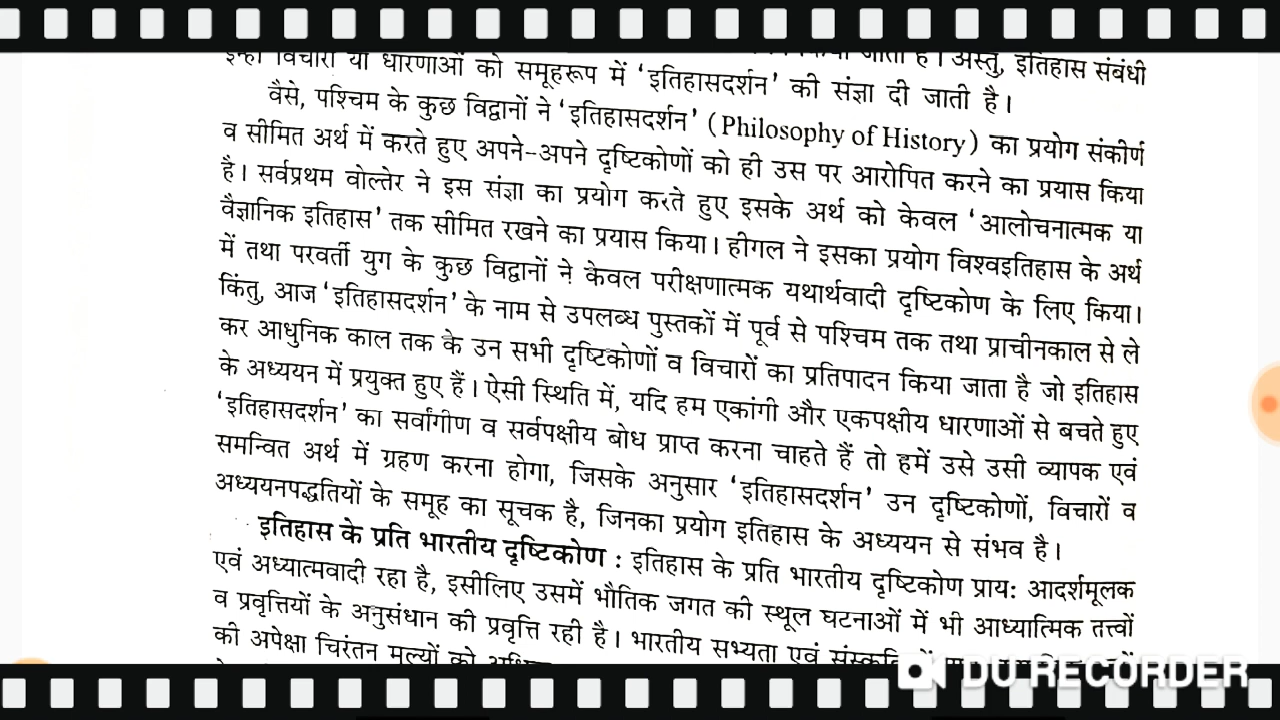 जाता है। अस्तु, इतिहास संबंधी
इन्हीं विचारों या धारणाओं को समूहरूप में ‘इतिहासदर्शन’ की संज्ञा दी जाती है।
वैसे, पश्चिम के कुछ विद्वानों ने ‘इतिहासदर्शन’ (Philosophy of History) का प्रयोग संकीर्ण
व सीमित अर्थ में करते हुए अपने-अपने दृष्टिकोणों को ही उस पर आरोपित करने का प्रयास किया
है। सर्वप्रथम वोल्तेर ने इस संज्ञा का प्रयोग करते हुए इसके अर्थ को केवल ‘आलोचनात्मक या
वैज्ञानिक इतिहास’ तक सीमित रखने का प्रयास किया। हीगल ने इसका प्रयोग विश्वइतिहास के अर्थ
में तथा परवर्ती युग के कुछ विद्वानों ने केवल परीक्षणात्मक यथार्थवादी दृष्टिकोण के लिए किया।
किंतु, आज ‘इतिहासदर्शन’ के नाम से उपलब्ध पुस्तकों में पूर्व से पश्चिम तक तथा प्राचीनकाल से ले
कर आधुनिक काल तक के उन सभी दृष्टिकोणों व विचारों का प्रतिपादन किया जाता है जो इतिहास
के अध्ययन में प्रयुक्त हुए हैं। ऐसी स्थिति में, यदि हम एकांगी और एकपक्षीय धारणाओं से बचते हुए
‘इतिहासदर्शन’ का सर्वांगीण व सर्वपक्षीय बोध प्राप्त करना चाहते हैं तो हमें उसे उसी व्यापक एवं
समन्वित अर्थ में ग्रहण करना होगा, जिसके अनुसार ‘इतिहासदर्शन’ उन दृष्टिकोणों, विचारों व
अध्ययनपद्धतियों के समूह का सूचक है, जिनका प्रयोग इतिहास के अध्ययन से संभव है।
इतिहास के प्रति भारतीय दृष्टिकोण : इतिहास के प्रति भारतीय दृष्टिकोण प्राय: आदर्शमूलक
एवं अध्यात्मवादी रहा है, इसीलिए उसमें भौतिक जगत की स्थूल घटनाओं में भी आध्यात्मिक तत्त्वों
व प्रवृत्तियों के अनुसंधान की प्रवृत्ति रही है। भारतीय सभ्यता एवं
की अपेक्षा चिरंतन मूल्यों को
DU RECORDER